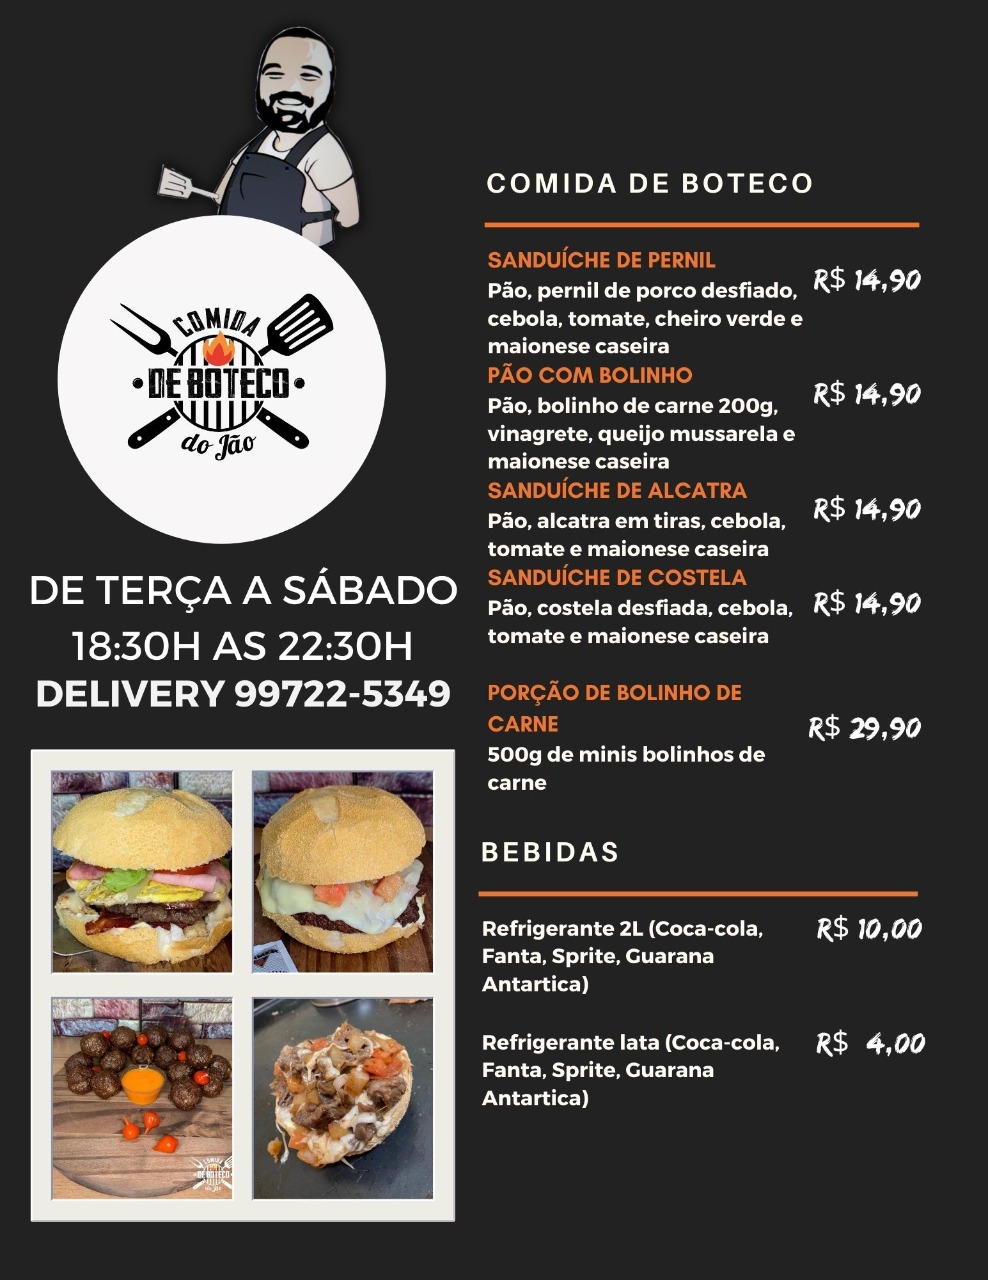 COMIDA
DE BOTECO
do Jão
DE TERÇA A SÁBADO
18:30H AS 22:30H
DELIVERY 99722-5349
COMIDA
DE BOTECO
do Jão
COMIDA DE BOTECO
SANDUÍCHE DE PERNIL
Pão, pernil de porco desfiado, R$ 14,90
cebola, tomate, cheiro verde e
maionese caseira
PÃO COM BOLINHO
Pão, bolinho de carne 200g, R$ 14,90
vinagrete, queijo mussarela e
maionese caseira
SANDUÍCHE DE ALCATRA
Pão, alcatra em tiras, cebola, R$ 14,90
tomate e maionese caseira
SANDUÍCHE DE COSTELA
Pão, costela desfiada, cebola, R$ 14,90
tomate e maionese caseira
PORÇÃO DE BOLINHO DE
CARNE R$ 29,90
500g de minis bolinhos de
carne
BEBIDAS
Refrigerante 2L (Coca-cola, R$ 10,00
Fanta, Sprite, Guarana
Antartica)
Refrigerante lata (Coca-cola, R$ 4,00
Fanta, Sprite, Guarana
Antartica)